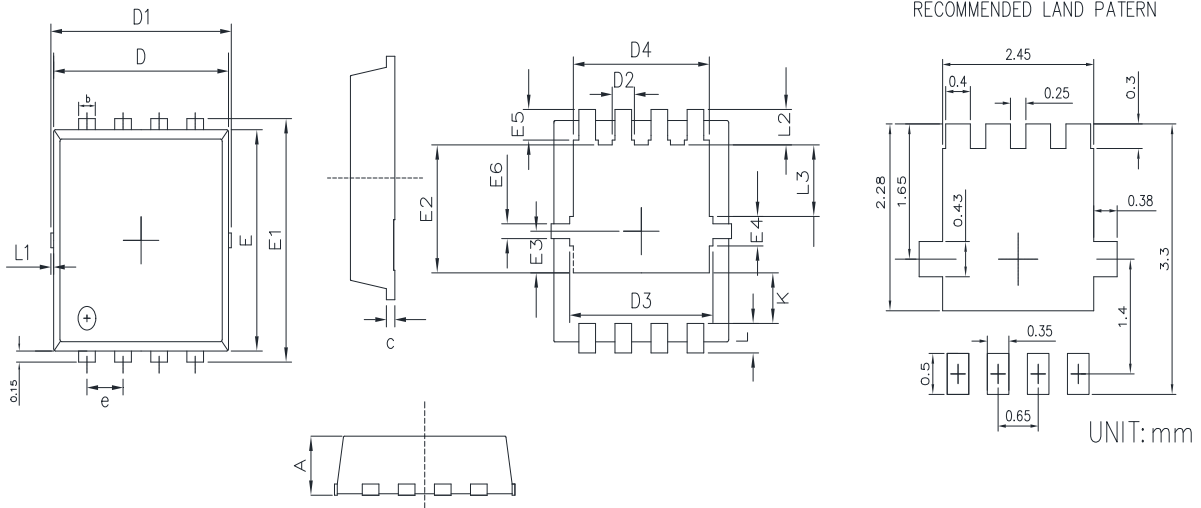 RECOMMENDED LAND PATERN
D1
D
b
L1
E
E1
0.15
e
c
A
D4
D2
E5
L2
E6
E2
L3
E3
E4
D3
K
L
2.45
0.4
0.25
0.3
2.28
1.65
0.43
0.38
3.3
1.4
0.35
0.5
0.65
UNIT: mm